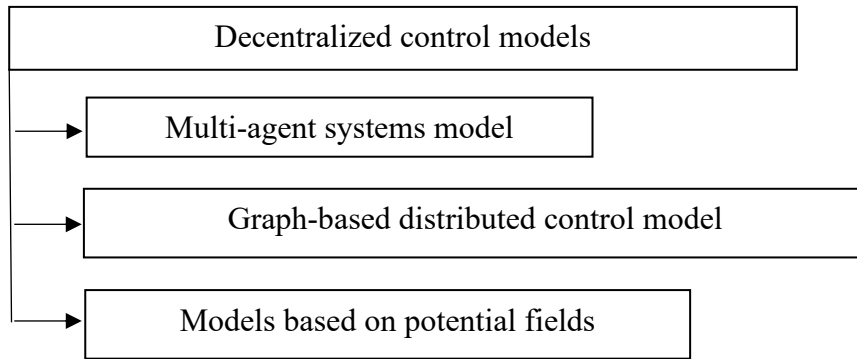 Decentralized control models
Multi-agent systems model
Graph-based distributed control model
Models based on potential fields